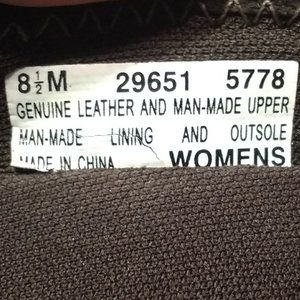 8½M 29651 5778
GENUINE LEATHER AND MAN-MADE UPPER
MAN-MADE LINING AND OUTSOLE
MADE IN CHINA WOMENS